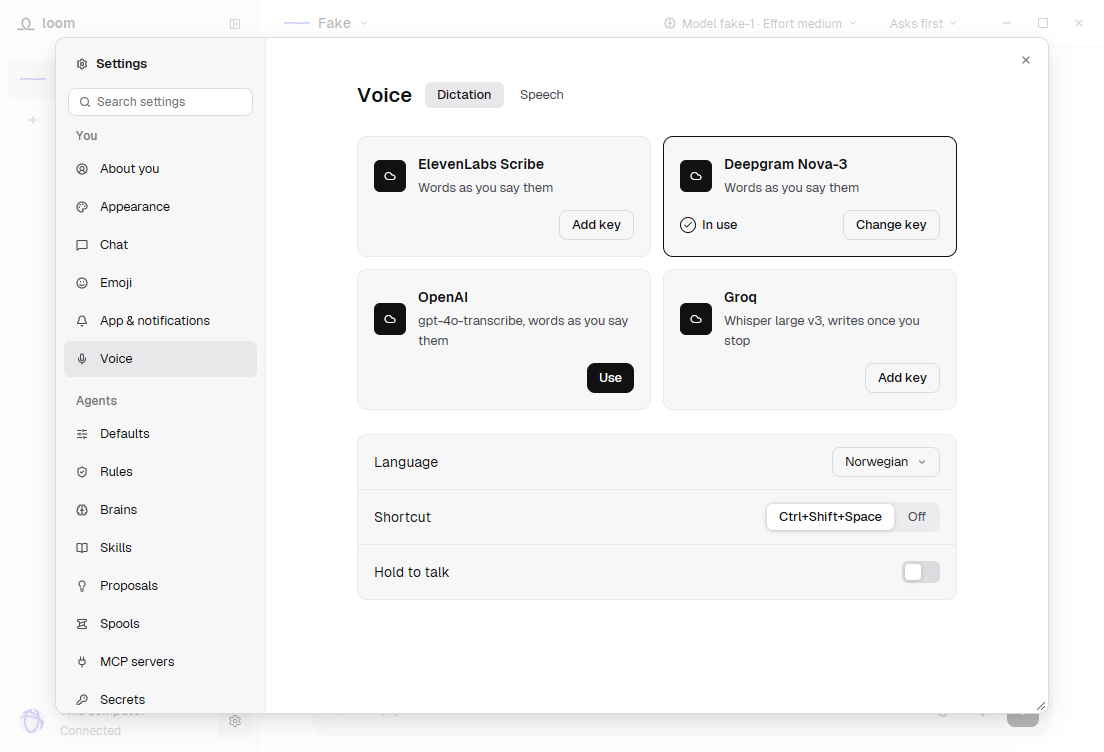 loom
Fake
Model fake-1 · Effort medium
Asks first
Settings
Search settings
You
About you
Appearance
Chat
Emoji
App & notifications
Voice
Agents
Defaults
Rules
Brains
Skills
Proposals
Spools
MCP servers
Secrets
Connected
Voice
Dictation
Speech
ElevenLabs Scribe
Words as you say them
Add key
Deepgram Nova-3
Words as you say them
In use
Change key
OpenAI
gpt-4o-transcribe, words as you say
them
Use
Groq
Whisper large v3, writes once you
stop
Add key
Language
Norwegian
Shortcut
Ctrl+Shift+Space
Off
Hold to talk